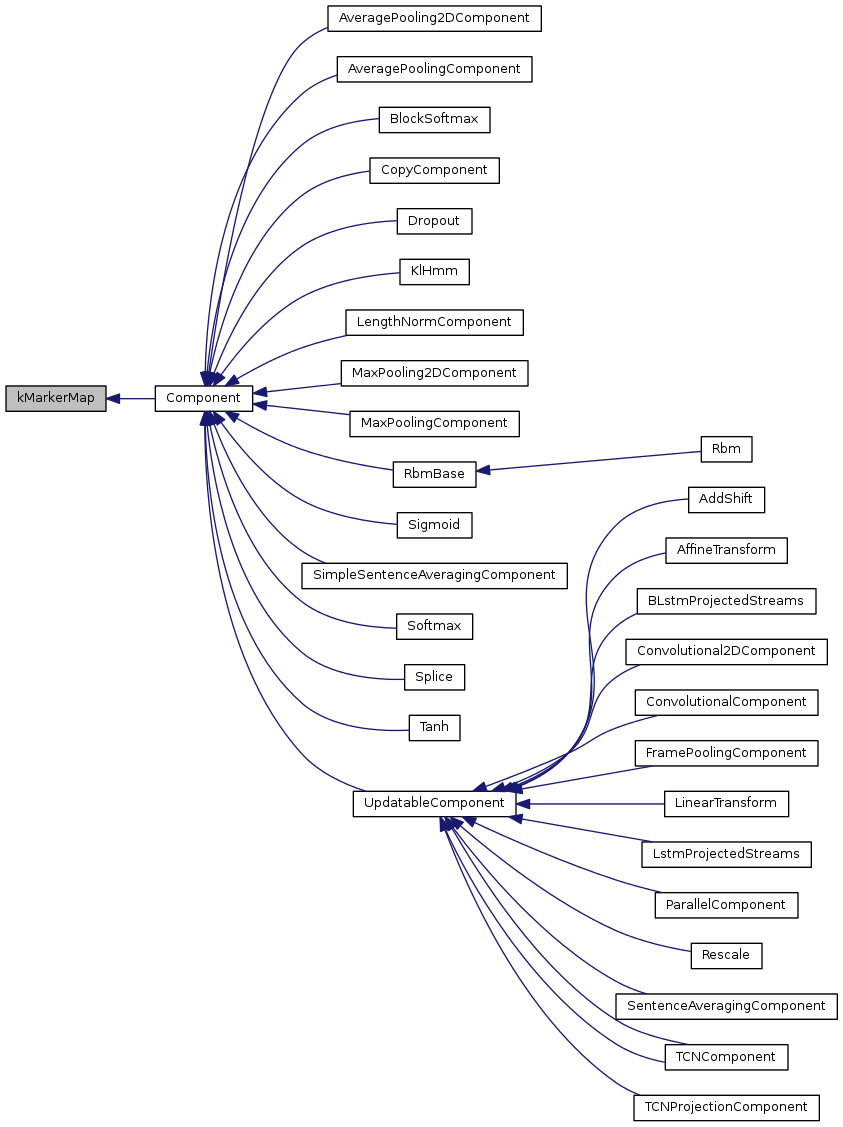 AveragePooling2DComponent
AveragePoolingComponent
BlockSoftmax
CopyComponent
Dropout
KlHmm
LengthNormComponent
MaxPooling2DComponent
kMarkerMap
Component
MaxPoolingComponent
Rbm
RbmBase
AddShift
Sigmoid
AffineTransform
SimpleSentenceAveragingComponent
BLstmProjectedStreams
Softmax
Convolutional2DComponent
Splice
ConvolutionalComponent
Tanh
FramePoolingComponent
UpdatableComponent
LinearTransform
LstmProjectedStreams
ParallelComponent
Rescale
SentenceAveragingComponent
TCNComponent
TCNProjectionComponent